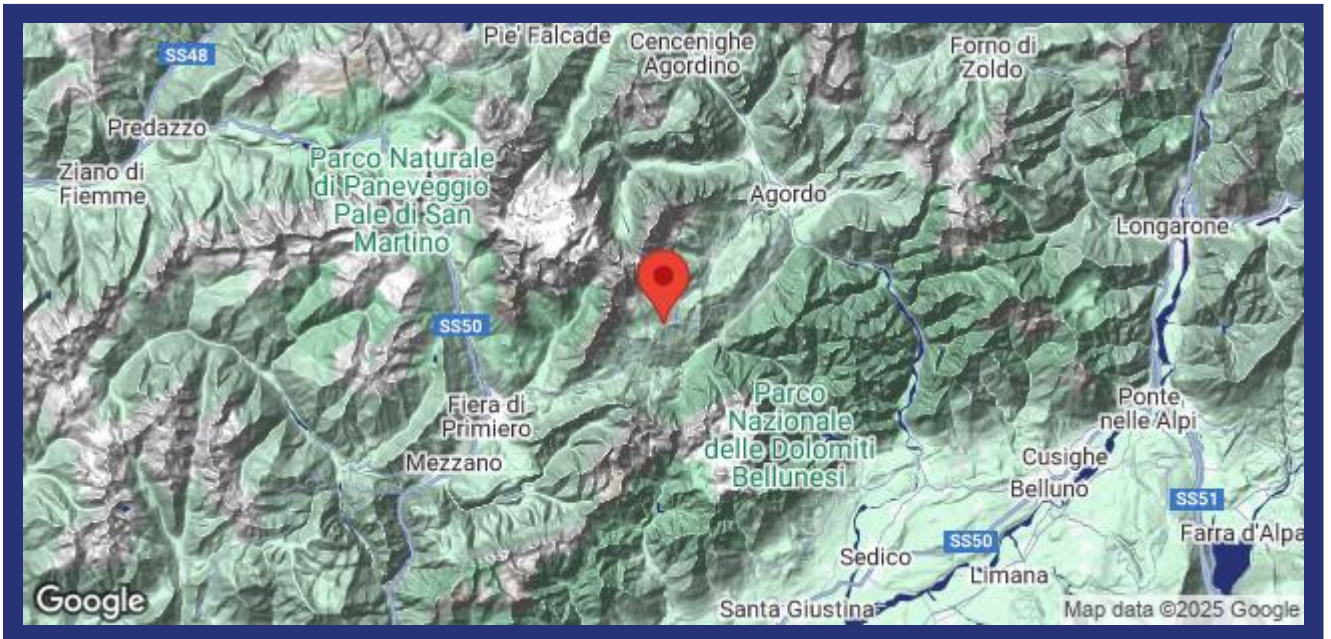 Pie' Falcade
Cencenighe
Agordino
Forno di
Zoldo
SS48
Predazzo
Ziano di
Fiemme
Parco Naturale
di Paneveggio
Pale di San
Martino
Agordo
Longarone
SS50
Fiera di
Primiero
Mezzano
Parco
Nazionale
delle Dolomiti
Bellunesi
Ponte
nelle Alpi
Cusighe
Belluno
SS51
Farra d'Alpa
SS50
Sedico
Limana
Santa Giustina
Google
Map data ©2025 Google